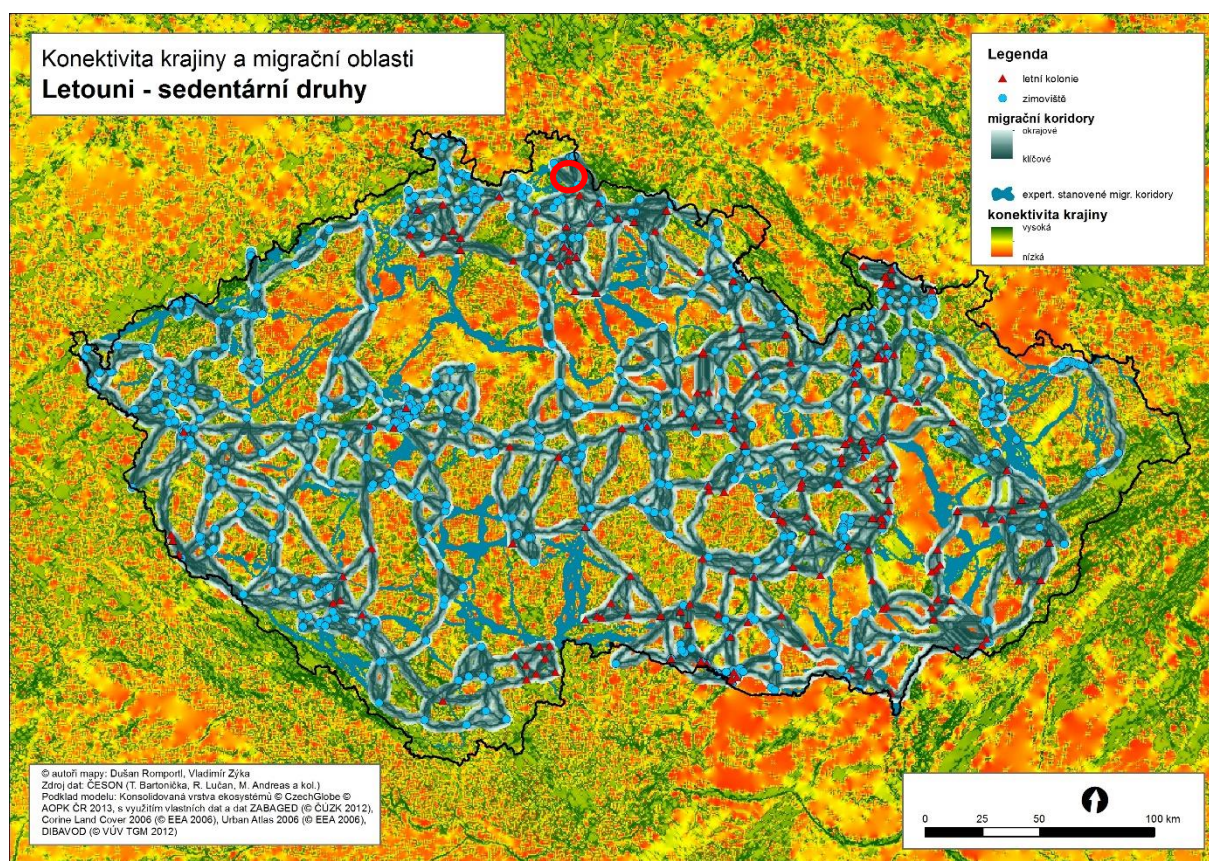 Konektivita krajiny a migrační oblasti
Letouni - sedentární druhy
Legenda
letní kolonie
zimoviště
migrační koridory
okrajové
klíčové
expert. stanovené migr. koridory
konektivita krajiny
vysoká
nízká
© autoři mapy: Dušan Romportl, Vladimír Zýka
Zdroj dat: ČESON (T. Bartonička, R. Lučan, M. Andreas a kol.)
Podklad modelu: Konsolidovaná vrstva ekosystémů © CzechGlobe ©
AOPK ČR 2013, s využitím vlastních dat a dat ZABAGED (© ČÚZK 2012),
Corine Land Cover 2006 (© EEA 2006), Urban Atlas 2006 (© EEA 2006),
DIBAVOD (© VÚV TGM 2012)
0 25 50 100 km